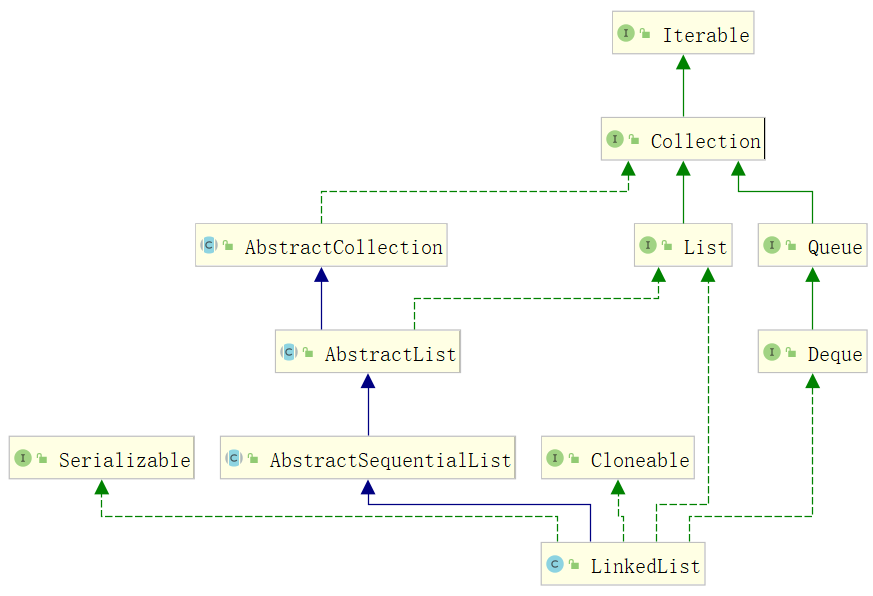 I Iterable
I Collection
C AbstractCollection
I List
I Queue
C AbstractList
I Deque
I Serializable
C AbstractSequentialList
I Cloneable
C LinkedList